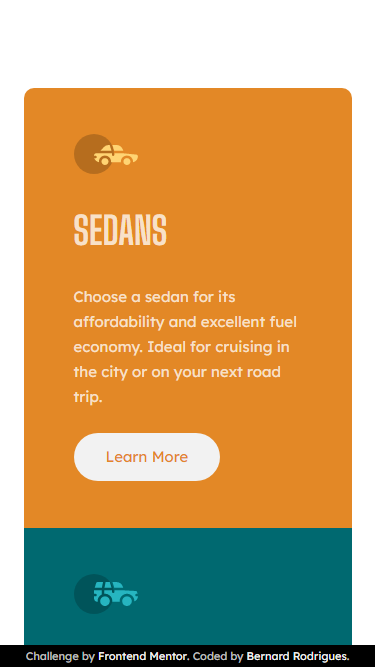 SEDANS
Choose a sedan for its
affordability and excellent fuel
economy. Ideal for cruising in
the city or on your next road
trip.
Learn More
Challenge by Frontend Mentor. Coded by Bernard Rodrigues.